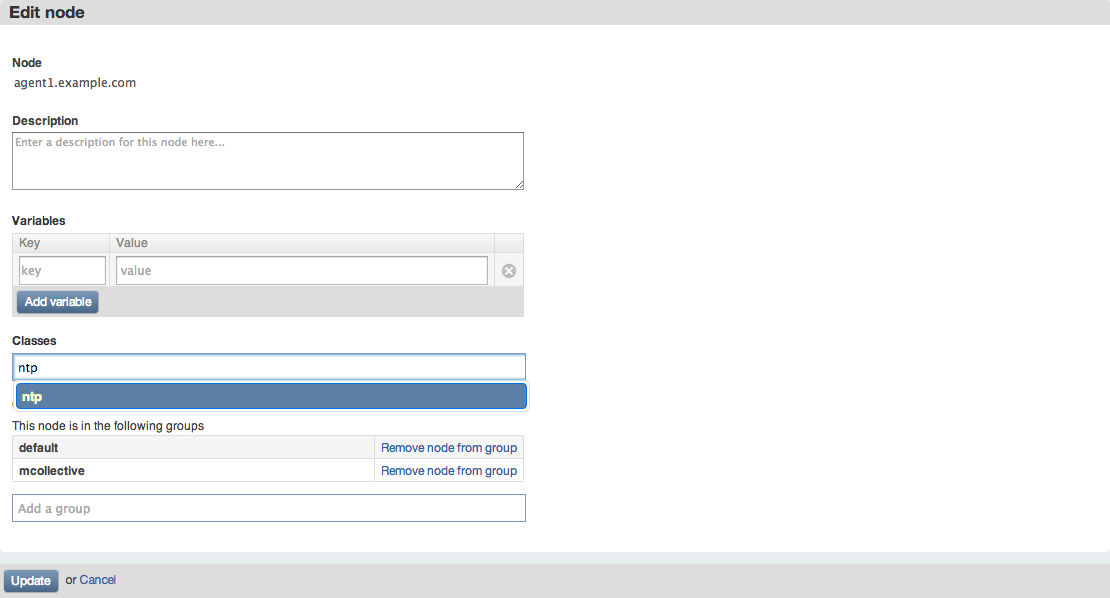 Edit node
Node
agent1.example.com
Description
Enter a description for this node here...
Variables
Key Value
key value
Add variable
Classes
ntp
ntp
This node is in the following groups
default Remove node from group
mcollective Remove node from group
Add a group
Update or Cancel